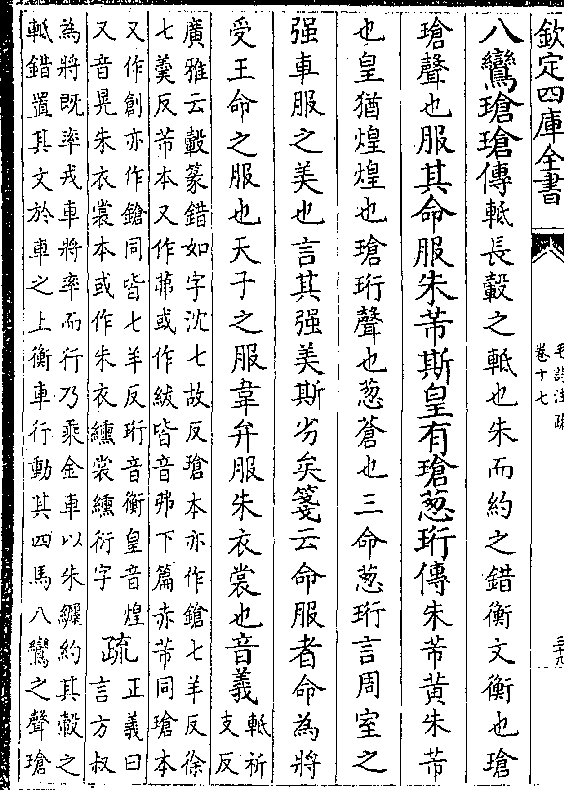 欽定四庫全書
毛詩注疏
卷十七
八鸞瑲瑲傳軝長轂之軝也朱而約之錯衡文衡也瑲
瑲聲也服其命服朱芾斯皇有瑲葱珩傳朱芾黄朱芾
也皇猶煌煌也瑲珩聲也葱蒼也三命葱珩言周室之
强車服之美也言其强美斯劣矣箋云命服者命為將
受王命之服也天子之服韋弁服朱衣裳也音義軝祈
支反
廣雅云轂篆錯如字沈七故反瑲本亦作鎗七羊反徐
七羹反芾本又作茀或作紱皆音弗下篇赤芾同瑲本
又作創亦作鎗同皆七羊反珩音衡皇音煌
又音晃朱衣裳本或作朱衣纁裳纁衍字
疏正義曰
言方叔
為將既率戎車將率而行乃乘金車以朱纏約其轂之
軝錯置其文於車之上衡車行動其四馬八鸞之聲瑲